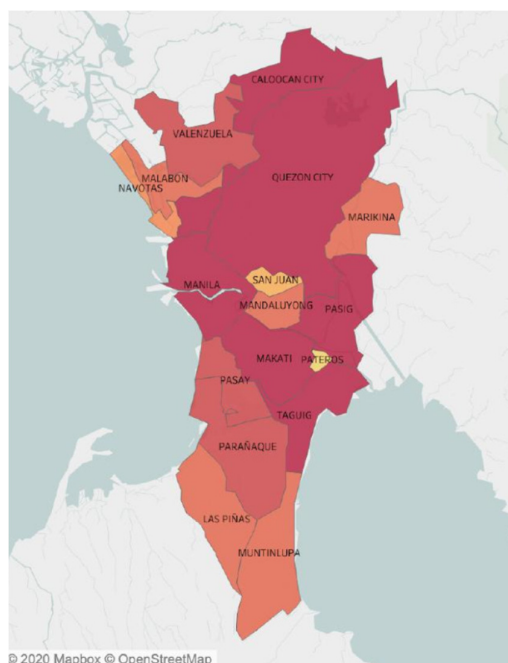 CALOOCAN CITY
VALENZUELA
MALABON
NAVOTAS
QUEZON CITY
MARIKINA
SAN JUAN
MANILA
MANDALUYONG
PASIG
MAKATI
PATEROS
PASAY
TAGUIG
PARAÑAQUE
LAS PIÑAS
MUNTINLUPA
© 2020 Mapbox © OpenStreetMap